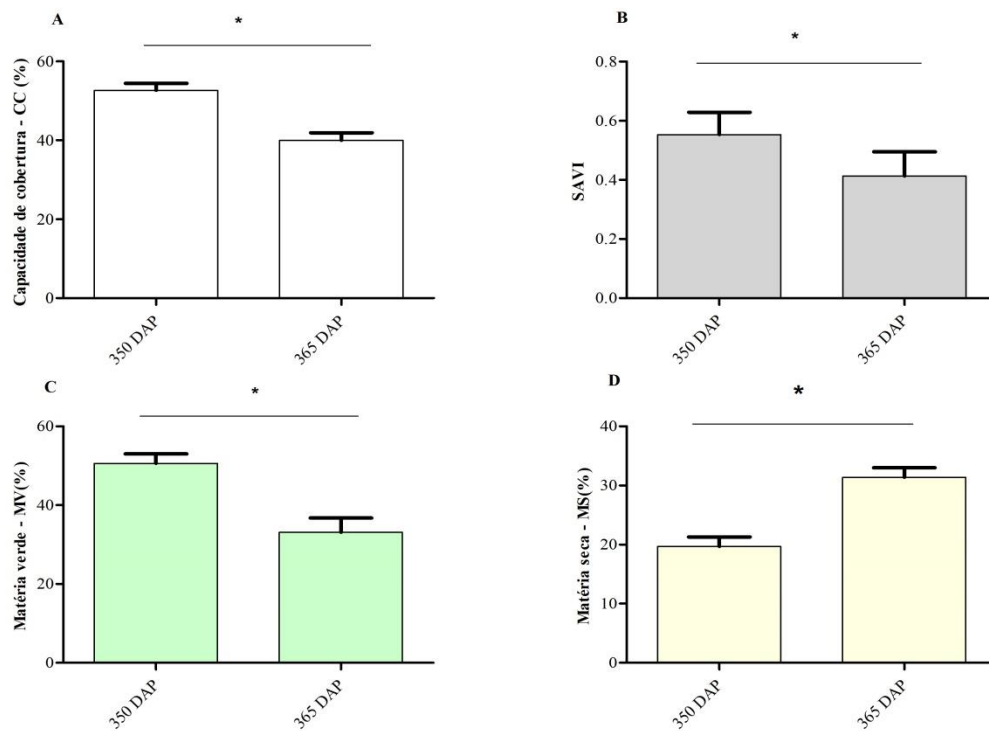 A
*
Capacidade de cobertura - CC (%)
60
40
20
0
350 DAP
365 DAP
B
*
SAVI
0.8
0.6
0.4
0.2
0.0
350 DAP
365 DAP
C
*
Matéria verde - MV(%)
60
40
20
0
350 DAP
365 DAP
D
*
Matéria seca - MS(%)
40
30
20
10
0
350 DAP
365 DAP